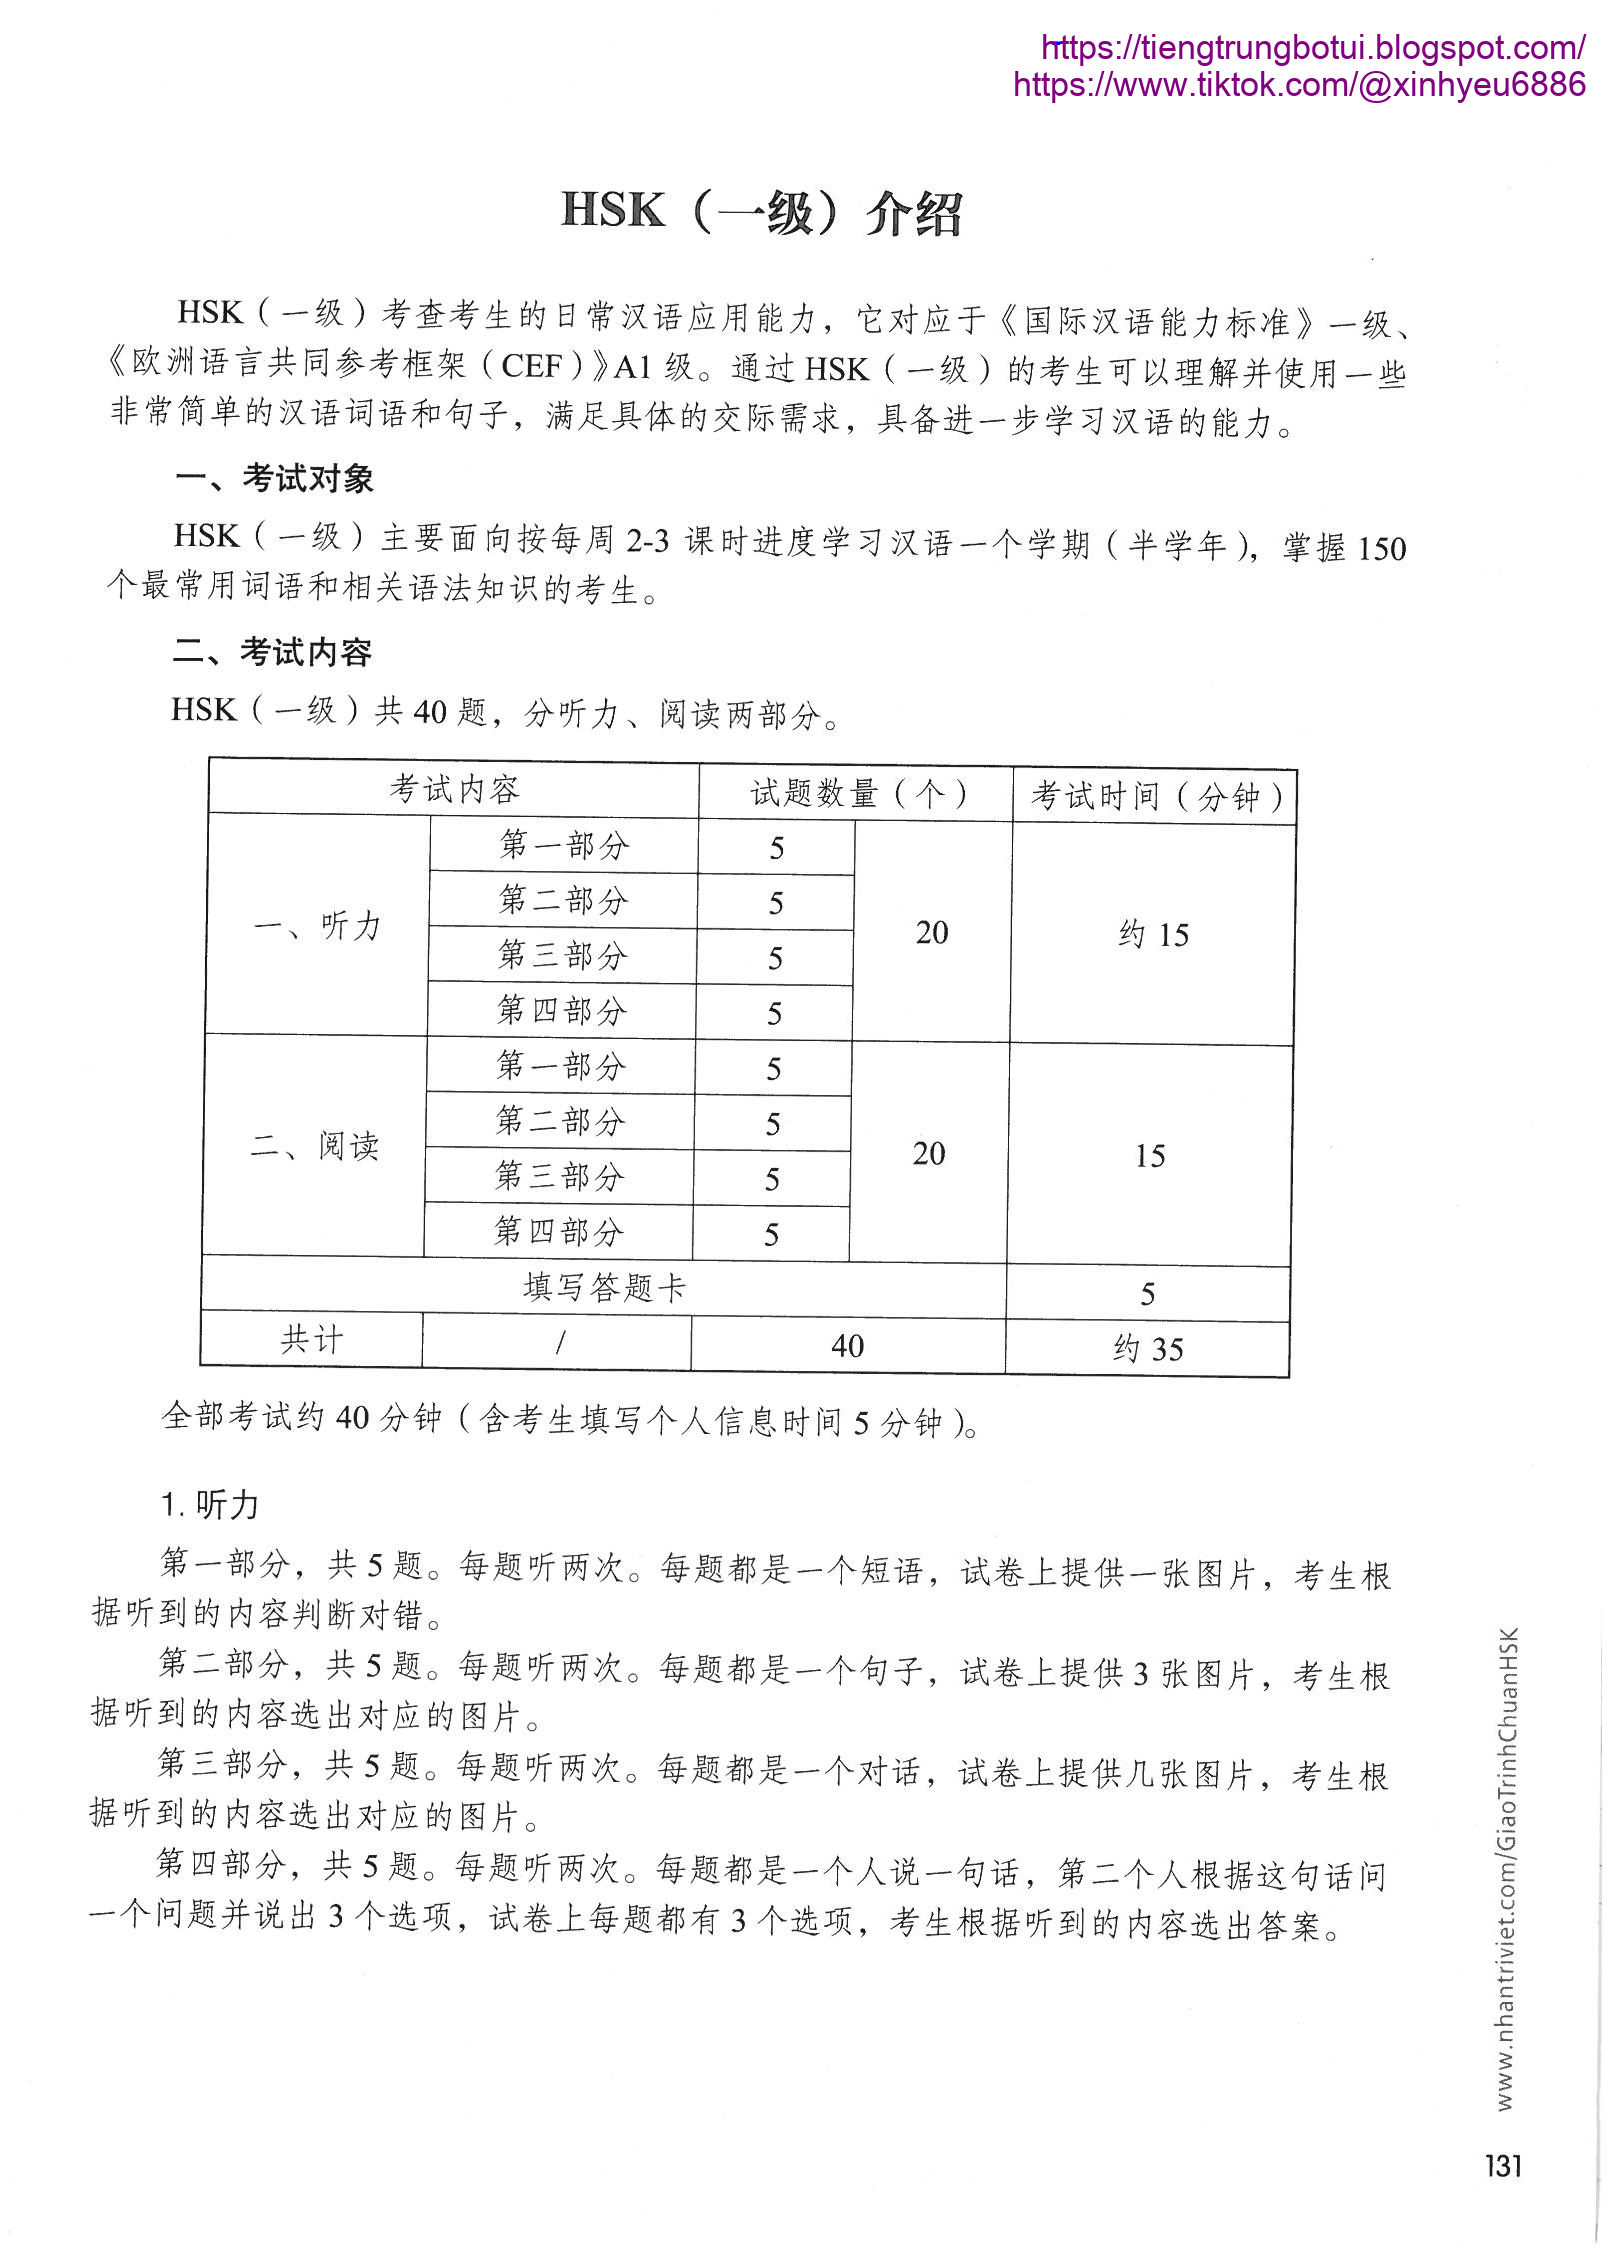 https://tiengtrungbotui.blogspot.com/
https://www.tiktok.com/@xinhyeu6886
HSK（一级）介绍
HSK（一级）考查考生的日常汉语应用能力，它对应于《国际汉语能力标准》一级、
《欧洲语言共同参考框架（CEF）》A1 级。通过 HSK（一级）的考生可以理解并使用一些
非常简单的汉语词语和句子，满足具体的交际需求，具备进一步学习汉语的能力。
一、考试对象
HSK（一级）主要面向按每周 2-3 课时进度学习汉语一个学期（半学年），掌握 150
个最常用词语和相关语法知识的考生。
二、考试内容
HSK（一级）共 40 题，分听力、阅读两部分。
考试内容 试题数量（个） 考试时间（分钟）
一、听力 第一部分 5 20 约 15
第二部分 5
第三部分 5
第四部分 5
二、阅读 第一部分 5 20 15
第二部分 5
第三部分 5
第四部分 5
填写答题卡 5
共计 / 40 约 35
全部考试约 40 分钟（含考生填写个人信息时间 5 分钟）。
1. 听力
第一部分，共 5 题。每题听两次。每题都是一个短语，试卷上提供一张图片，考生根
据听到的内容判断对错。
第二部分，共 5 题。每题听两次。每题都是一个句子，试卷上提供 3 张图片，考生根
据听到的内容选出对应的图片。
第三部分，共 5 题。每题听两次。每题都是一个对话，试卷上提供几张图片，考生根
据听到的内容选出对应的图片。
第四部分，共 5 题。每题听两次。每题都是一个人说一句话，第二个人根据这句话问
一个问题并说出 3 个选项，试卷上每题都有 3 个选项，考生根据听到的内容选出答案。
www.nhantriviet.com/GiaoTrinhChuanHSK
131